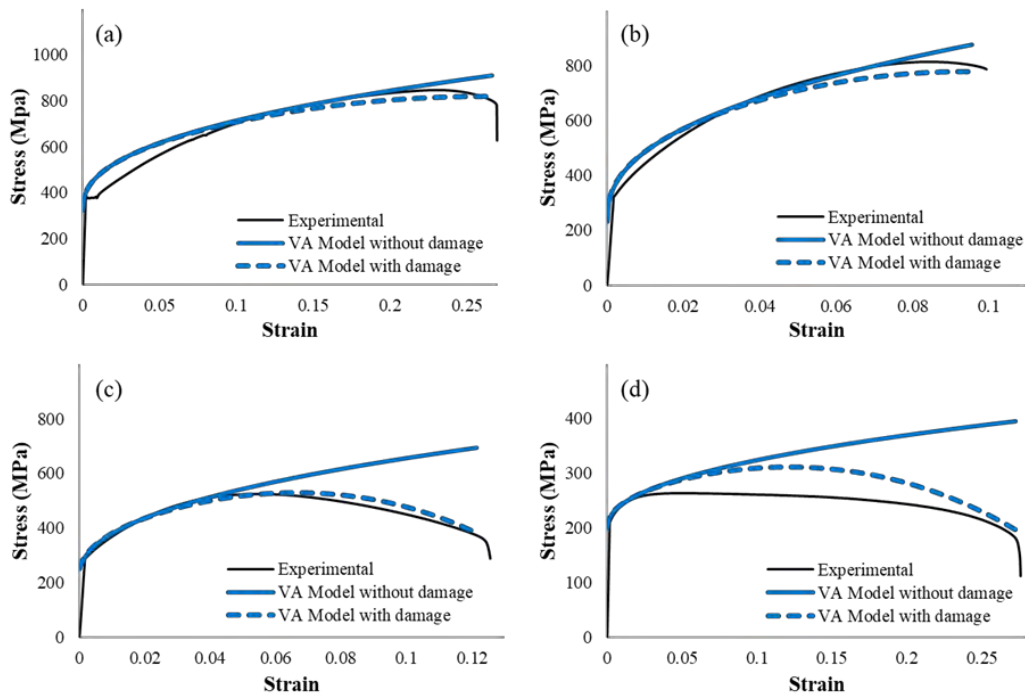 (a)
1000
800
600
400
200
0
Stress (Mpa)
Experimental
VA Model without damage
VA Model with damage
0 0.05 0.1 0.15 0.2 0.25
Strain
(b)
800
600
400
200
0
Stress (MPa)
Experimental
VA Model without damage
VA Model with damage
0 0.02 0.04 0.06 0.08 0.1
Strain
(c)
800
600
400
200
0
Stress (MPa)
Experimental
VA Model without damage
VA Model with damage
0 0.02 0.04 0.06 0.08 0.1 0.12
Strain
(d)
400
300
200
100
0
Stress (MPa)
Experimental
VA Model without damage
VA Model with damage
0 0.05 0.1 0.15 0.2 0.25
Strain